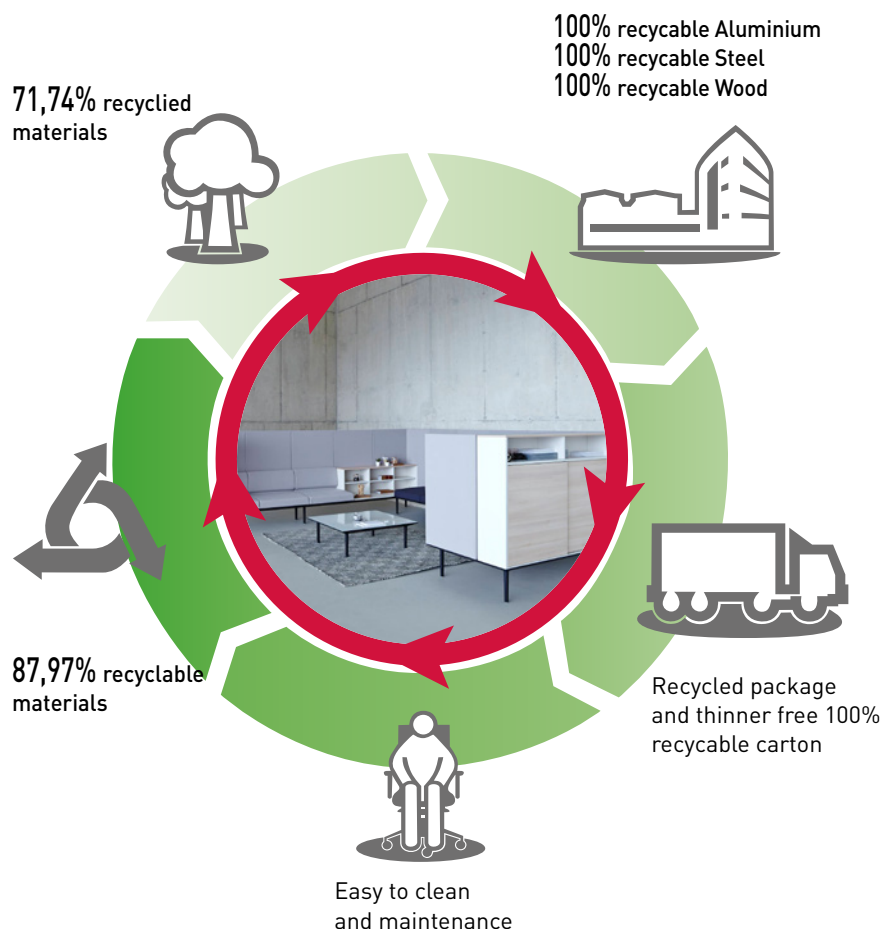 100% recycable Aluminium
100% recycable Steel
100% recycable Wood
71,74% recyclied
materials
87,97% recyclable
materials
Recycled package
and thinner free 100%
recycable carton
Easy to clean
and maintenance